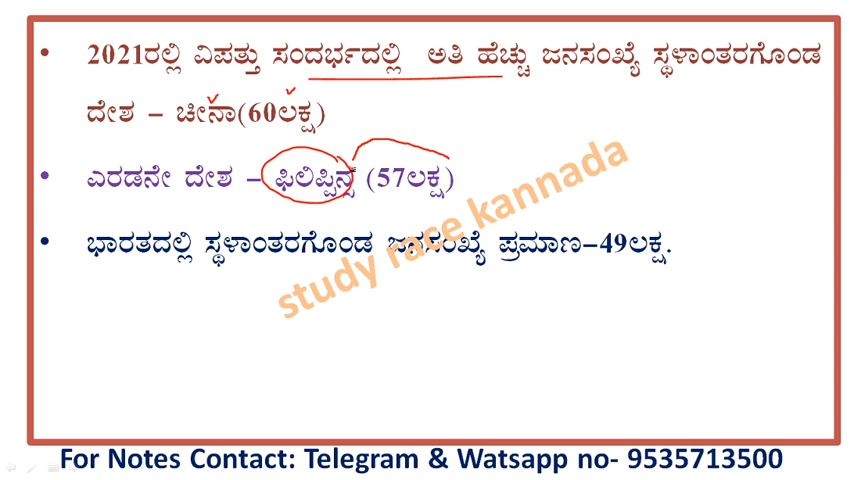 • 2021ರಲ್ಲಿ ವಿಪತ್ತು ಸಂದರ್ಭದಲ್ಲಿ ಅತಿ ಹೆಚ್ಚು ಜನಸಂಖ್ಯೆ ಸ್ಥಳಾಂತರಗೊಂಡ
ದೇಶ – ಚೀನಾ(60ಲಕ್ಷ)
• ಎರಡನೇ ದೇಶ – ಫಿಲಿಪ್ಪಿನ್ಸ್ (57ಲಕ್ಷ)
• ಭಾರತದಲ್ಲಿ ಸ್ಥಳಾಂತರಗೊಂಡ ಜನಸಂಖ್ಯೆ ಪ್ರಮಾಣ–49ಲಕ್ಷ.
study race kannada
For Notes Contact: Telegram & Watsapp no- 9535713500